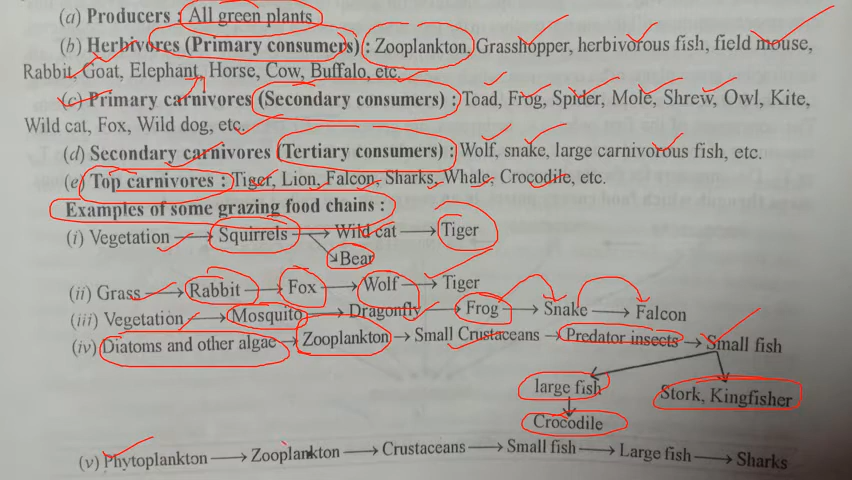 (a) Producers : All green plants
(b) Herbivores (Primary consumers) : Zooplankton, Grasshopper, herbivorous fish, field mouse,
Rabbit, Goat, Elephant, Horse, Cow, Buffalo, etc.
(c) Primary carnivores (Secondary consumers) : Toad, Frog, Spider, Mole, Shrew, Owl, Kite,
Wild cat, Fox, Wild dog, etc.
(d) Secondary carnivores (Tertiary consumers) : Wolf, snake, large carnivorous fish, etc.
(e) Top carnivores : Tiger, Lion, Falcon, Sharks, Whale, Crocodile, etc.
Examples of some grazing food chains :
(i) Vegetation → Squirrels → Wild cat → Tiger
↘ Bear
(ii) Grass → Rabbit → Fox → Wolf → Tiger
(iii) Vegetation → Mosquito → Dragonfly → Frog → Snake → Falcon
(iv) Diatoms and other algae → Zooplankton → Small Crustaceans → Predator insects → Small fish
large fish Stork, Kingfisher
Crocodile
(v) Phytoplankton → Zooplankton → Crustaceans → Small fish → Large fish → Sharks